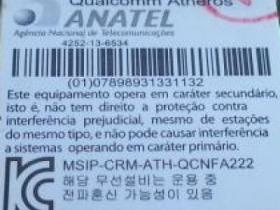 Qualcomm Atheros
ANATEL
Agência Nacional de Telecomunicações
4252-13-6534
(01)07898931331132
Este equipamento opera em caráter secundário,
isto é, não tem direito a proteção contra
interferência prejudicial, mesmo de estações
do mesmo tipo, e não pode causar interferência
a sistemas operando em caráter primário.
MSIP-CRM-ATH-QCNFA222
해당 무선설비는 운용 중
전파혼신 가능성이 있음